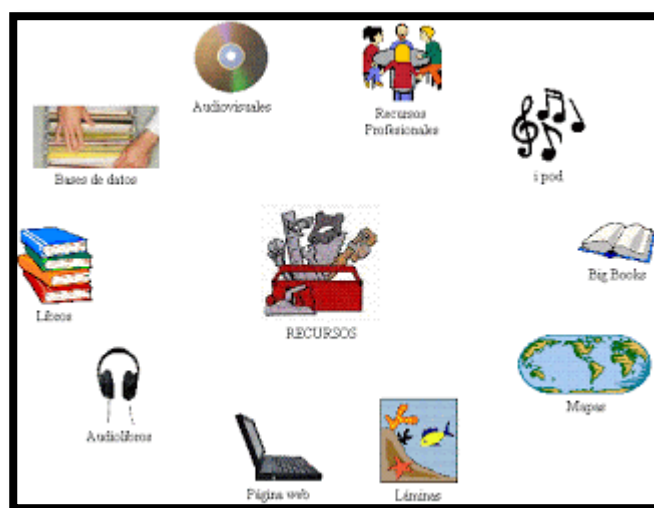 Audiovisuales
Recursos
Profesionales
Bases de datos
i pod
Libros
RECURSOS
Big Books
Audiolibros
Mapas
Página web
Láminas